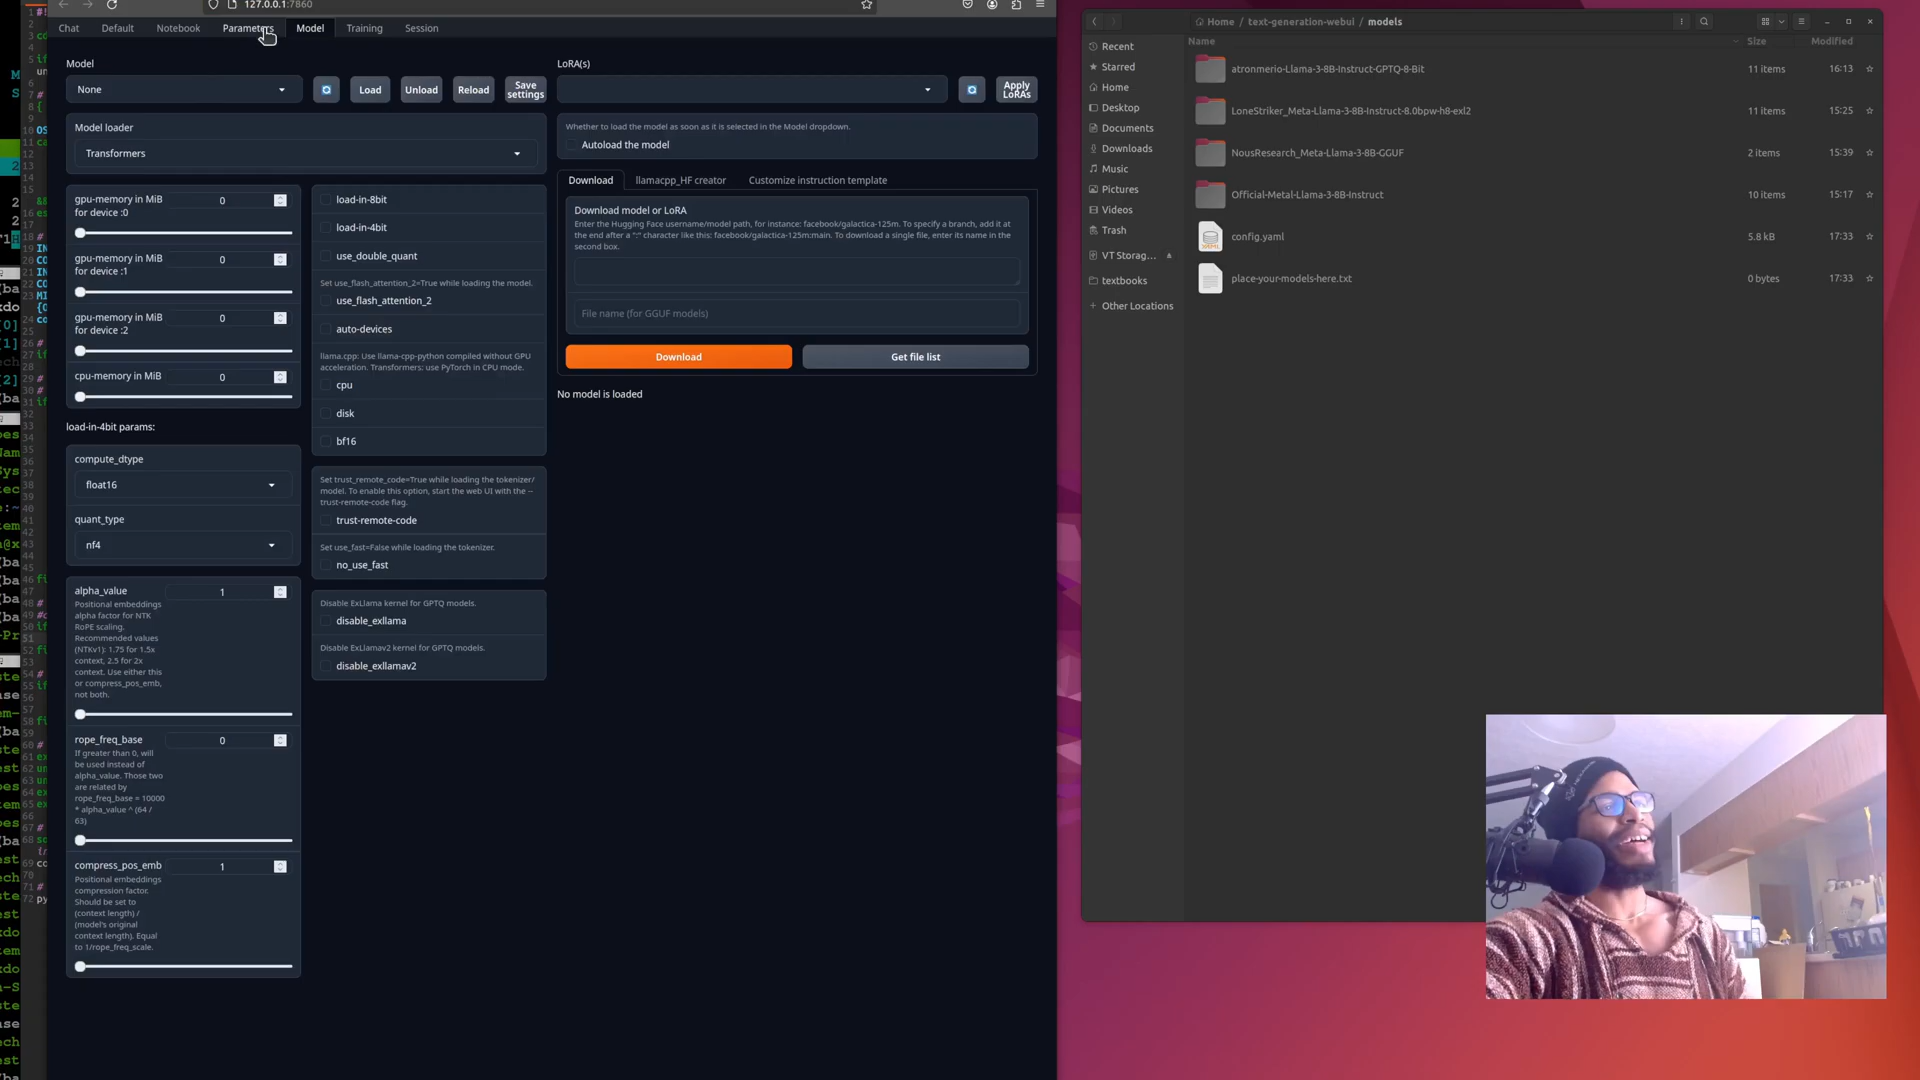 127.0.0.1:7860
Chat
Default
Notebook
Parameters
Model
Training
Session
Model
None
Load
Unload
Reload
Save
settings
Model loader
Transformers
gpu-memory in MiB
for device :0
0
gpu-memory in MiB
for device :1
0
gpu-memory in MiB
for device :2
0
cpu-memory in MiB
0
load-in-4bit params:
compute_dtype
float16
quant_type
nf4
alpha_value
1
Positional embeddings
alpha factor for NTK
RoPE scaling.
Recommended values
(NTKv1): 1.75 for 1.5x
context, 2.5 for 2x
context. Use either this
or compress_pos_emb,
not both.
rope_freq_base
0
If greater than 0, will
be used instead of
alpha_value. Those two
are related by
rope_freq_base = 10000
* alpha_value ^ (64 /
63)
compress_pos_emb
1
Positional embeddings
compression factor.
Should be set to
(context length) /
(model's original
context length). Equal
to 1/rope_freq_scale.
load-in-8bit
load-in-4bit
use_double_quant
Set use_flash_attention_2=True while loading the model.
use_flash_attention_2
auto-devices
llama.cpp: Use llama-cpp-python compiled without GPU
acceleration. Transformers: use PyTorch in CPU mode.
cpu
disk
bf16
Set trust_remote_code=True while loading the tokenizer/
model. To enable this option, start the web UI with the --
trust-remote-code flag.
trust-remote-code
Set use_fast=False while loading the tokenizer.
no_use_fast
Disable ExLlama kernel for GPTQ models.
disable_exllama
Disable ExLlamav2 kernel for GPTQ models.
disable_exllamav2
LoRA(s)
Apply
LoRAs
Whether to load the model as soon as it is selected in the Model dropdown.
Autoload the model
Download
llamacpp_HF creator
Customize instruction template
Download model or LoRA
Enter the Hugging Face username/model path, for instance: facebook/galactica-125m. To specify a branch, add it at
the end after a ":" character like this: facebook/galactica-125m:main. To download a single file, enter its name in the
second box.
File name (for GGUF models)
Download
Get file list
No model is loaded
Home / text-generation-webui / models
Recent
Starred
Home
Desktop
Documents
Downloads
Music
Pictures
Videos
Trash
VT Storag...
textbooks
+ Other Locations
Name
Size
Modified
atronmerio-Llama-3-8B-Instruct-GPTQ-8-Bit
11 items
16:13
LoneStriker_Meta-Llama-3-8B-Instruct-8.0bpw-h8-exl2
11 items
15:25
NousResearch_Meta-Llama-3-8B-GGUF
2 items
15:39
Official-Metal-Llama-3-8B-Instruct
10 items
15:17
config.yaml
5.8 kB
17:33
place-your-models-here.txt
0 bytes
17:33